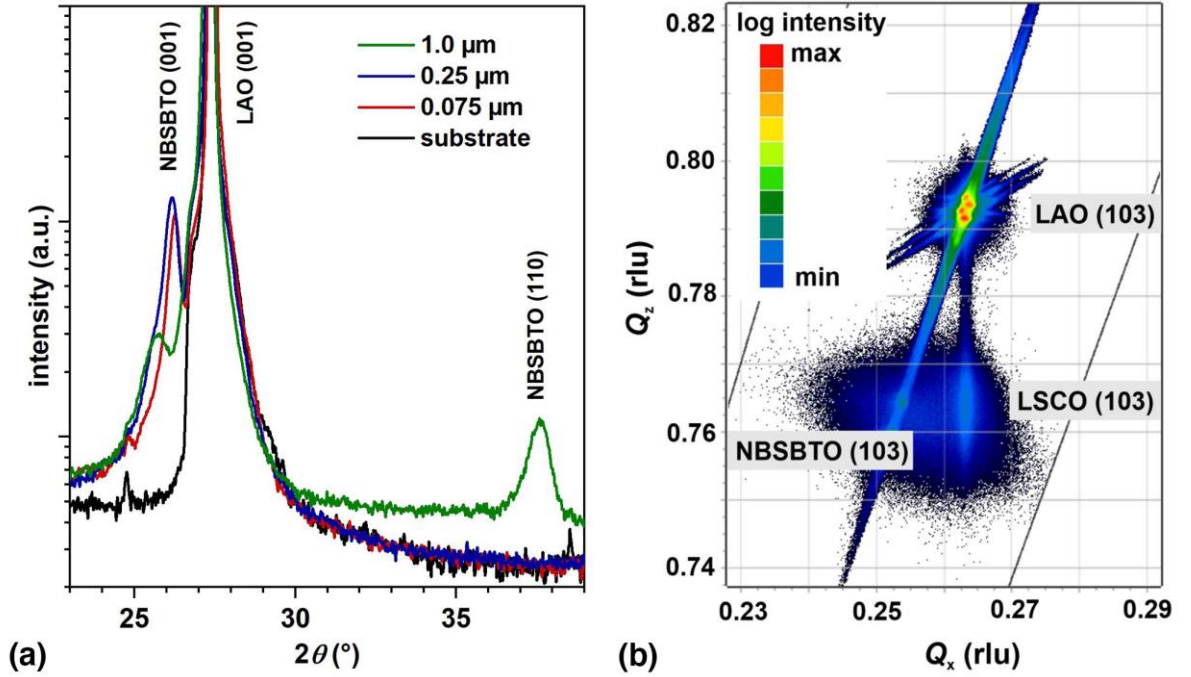 intensity (a.u.)
NBSBTO (001)
LAO (001)
1.0 µm
0.25 µm
0.075 µm
substrate
NBSBTO (110)
25
30
35
2θ (°)
(a)
log intensity
max
min
LAO (103)
LSCO (103)
NBSBTO (103)
Qz (rlu)
0.82
0.80
0.78
0.76
0.74
0.23
0.25
0.27
0.29
Qx (rlu)
(b)